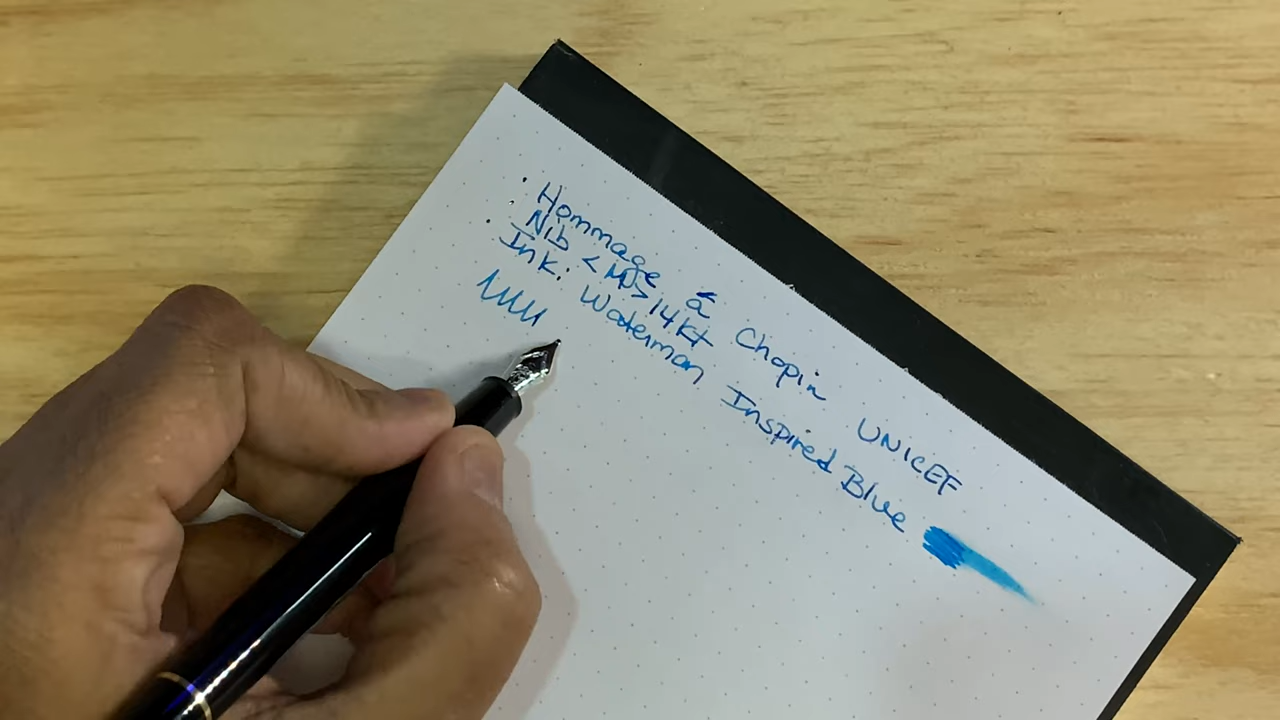 Hommage à Chopin UNICEF
Nib <M> 14kt
Ink: Waterman Inspired Blue